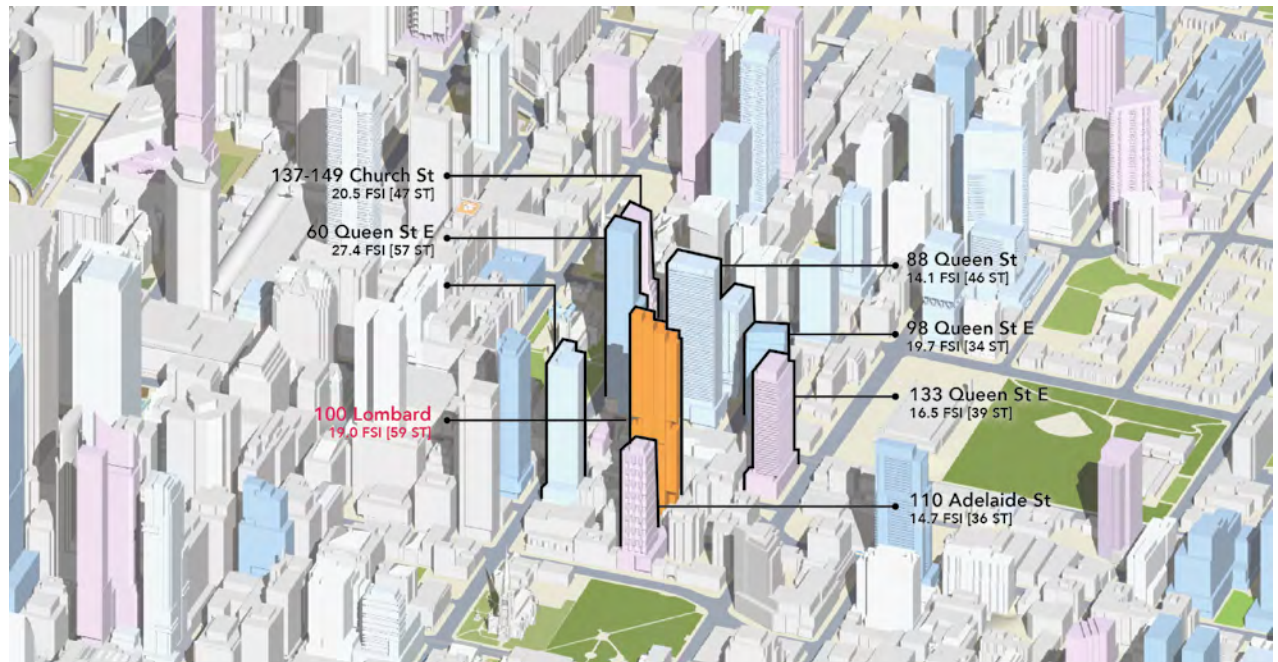 137-149 Church St
20.5 FSI [47 ST]
60 Queen St E
27.4 FSI [57 ST]
88 Queen St
14.1 FSI [46 ST]
98 Queen St E
19.7 FSI [34 ST]
133 Queen St E
16.5 FSI [39 ST]
100 Lombard
19.0 FSI [59 ST]
110 Adelaide St
14.7 FSI [36 ST]